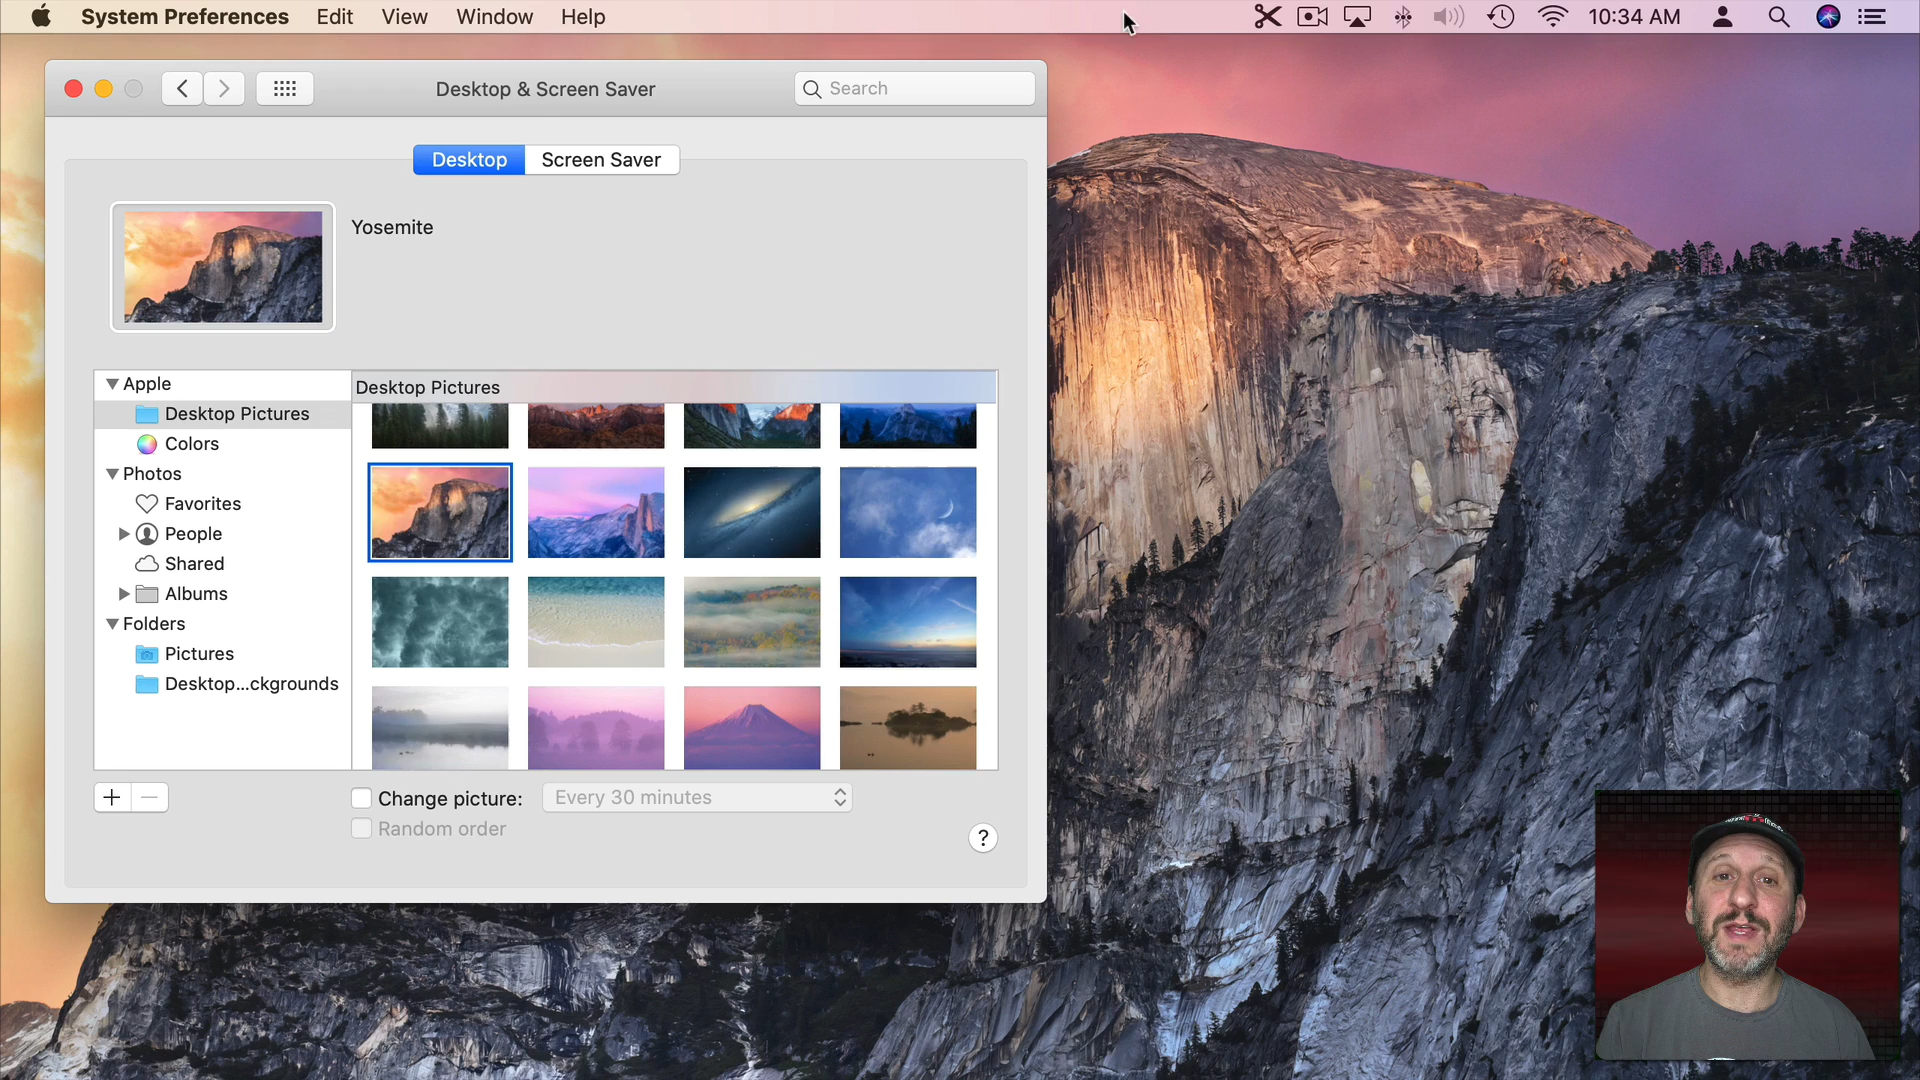 System Preferences Edit View Window Help 10:34 AM
Desktop & Screen Saver
Search
Desktop Screen Saver
Yosemite
Apple
Desktop Pictures
Colors
Photos
Favorites
People
Shared
Albums
Folders
Pictures
Desktop...ckgrounds
Desktop Pictures
+ −
Change picture: Every 30 minutes
Random order
?